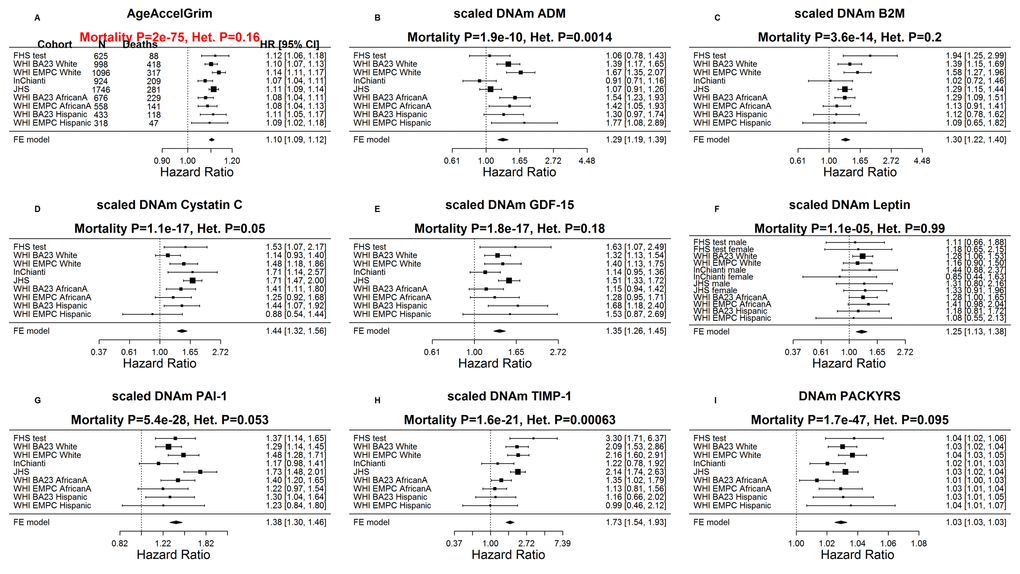 A AgeAccelGrim
Mortality P=2e-75, Het. P=0.16
Cohort N Deaths HR [95% CI]
FHS test 625 88 1.12 [1.06, 1.18]
WHI BA23 White 998 418 1.10 [1.07, 1.13]
WHI EMPC White 1096 317 1.14 [1.11, 1.17]
InChianti 924 209 1.07 [1.04, 1.11]
JHS 1746 281 1.11 [1.09, 1.14]
WHI BA23 AfricanA 676 229 1.08 [1.04, 1.11]
WHI EMPC AfricanA 558 141 1.08 [1.04, 1.13]
WHI BA23 Hispanic 433 118 1.11 [1.05, 1.17]
WHI EMPC Hispanic 318 47 1.09 [1.02, 1.18]
FE model 1.10 [1.09, 1.12]
0.90 1.00 1.20
Hazard Ratio
B scaled DNAm ADM
Mortality P=1.9e-10, Het. P=0.0014
FHS test 1.06 [0.78, 1.43]
WHI BA23 White 1.39 [1.17, 1.65]
WHI EMPC White 1.67 [1.35, 2.07]
InChianti 0.91 [0.71, 1.16]
JHS 1.07 [0.91, 1.26]
WHI BA23 AfricanA 1.54 [1.23, 1.93]
WHI EMPC AfricanA 1.42 [1.05, 1.93]
WHI BA23 Hispanic 1.30 [0.97, 1.74]
WHI EMPC Hispanic 1.77 [1.08, 2.89]
FE model 1.29 [1.19, 1.39]
0.61 1.00 1.65 2.72 4.48
Hazard Ratio
C scaled DNAm B2M
Mortality P=3.6e-14, Het. P=0.2
FHS test 1.94 [1.25, 2.99]
WHI BA23 White 1.39 [1.15, 1.69]
WHI EMPC White 1.58 [1.27, 1.96]
InChianti 1.02 [0.72, 1.46]
JHS 1.29 [1.15, 1.44]
WHI BA23 AfricanA 1.29 [1.09, 1.51]
WHI EMPC AfricanA 1.13 [0.91, 1.41]
WHI BA23 Hispanic 1.12 [0.78, 1.62]
WHI EMPC Hispanic 1.09 [0.65, 1.82]
FE model 1.30 [1.22, 1.40]
0.61 1.00 1.65 2.72 4.48
Hazard Ratio
D scaled DNAm Cystatin C
Mortality P=1.1e-17, Het. P=0.05
FHS test 1.53 [1.07, 2.17]
WHI BA23 White 1.14 [0.93, 1.40]
WHI EMPC White 1.48 [1.18, 1.86]
InChianti 1.71 [1.14, 2.57]
JHS 1.71 [1.47, 2.00]
WHI BA23 AfricanA 1.41 [1.11, 1.80]
WHI EMPC AfricanA 1.25 [0.92, 1.68]
WHI BA23 Hispanic 1.44 [1.07, 1.92]
WHI EMPC Hispanic 0.88 [0.54, 1.44]
FE model 1.44 [1.32, 1.56]
0.37 0.61 1.00 1.65 2.72
Hazard Ratio
E scaled DNAm GDF-15
Mortality P=1.8e-17, Het. P=0.18
FHS test 1.63 [1.07, 2.49]
WHI BA23 White 1.32 [1.13, 1.54]
WHI EMPC White 1.40 [1.13, 1.75]
InChianti 1.14 [0.95, 1.36]
JHS 1.51 [1.33, 1.72]
WHI BA23 AfricanA 1.15 [0.94, 1.42]
WHI EMPC AfricanA 1.28 [0.95, 1.71]
WHI BA23 Hispanic 1.68 [1.18, 2.40]
WHI EMPC Hispanic 1.53 [0.87, 2.69]
FE model 1.35 [1.26, 1.45]
0.61 1.00 1.65 2.72
Hazard Ratio
F scaled DNAm Leptin
Mortality P=1.1e-05, Het. P=0.99
FHS test male 1.11 [0.66, 1.88]
FHS test female 1.18 [0.65, 2.15]
WHI BA23 White 1.28 [1.06, 1.53]
WHI EMPC White 1.16 [0.90, 1.50]
InChianti male 1.44 [0.88, 2.37]
InChianti female 0.85 [0.44, 1.63]
JHS male 1.31 [0.80, 2.16]
JHS female 1.33 [0.91, 1.96]
WHI BA23 AfricanA 1.28 [1.00, 1.65]
WHI EMPC AfricanA 1.41 [0.98, 2.04]
WHI BA23 Hispanic 1.18 [0.81, 1.72]
WHI EMPC Hispanic 1.08 [0.55, 2.13]
FE model 1.25 [1.13, 1.38]
0.37 0.61 1.00 1.65 2.72
Hazard Ratio
G scaled DNAm PAI-1
Mortality P=5.4e-28, Het. P=0.053
FHS test 1.37 [1.14, 1.65]
WHI BA23 White 1.29 [1.14, 1.45]
WHI EMPC White 1.48 [1.28, 1.71]
InChianti 1.17 [0.98, 1.41]
JHS 1.73 [1.48, 2.01]
WHI BA23 AfricanA 1.40 [1.20, 1.65]
WHI EMPC AfricanA 1.22 [0.97, 1.54]
WHI BA23 Hispanic 1.30 [1.04, 1.64]
WHI EMPC Hispanic 1.23 [0.84, 1.80]
FE model 1.38 [1.30, 1.46]
0.82 1.22 1.82
Hazard Ratio
H scaled DNAm TIMP-1
Mortality P=1.6e-21, Het. P=0.00063
FHS test 3.30 [1.71, 6.37]
WHI BA23 White 2.09 [1.53, 2.86]
WHI EMPC White 2.16 [1.60, 2.91]
InChianti 1.22 [0.78, 1.92]
JHS 2.14 [1.74, 2.63]
WHI BA23 AfricanA 1.35 [1.02, 1.79]
WHI EMPC AfricanA 1.13 [0.81, 1.56]
WHI BA23 Hispanic 1.16 [0.66, 2.02]
WHI EMPC Hispanic 0.99 [0.46, 2.12]
FE model 1.73 [1.54, 1.93]
0.37 1.00 2.72 7.39
Hazard Ratio
I DNAm PACKYRS
Mortality P=1.7e-47, Het. P=0.095
FHS test 1.04 [1.02, 1.06]
WHI BA23 White 1.03 [1.02, 1.04]
WHI EMPC White 1.04 [1.03, 1.05]
InChianti 1.02 [1.01, 1.03]
JHS 1.03 [1.02, 1.04]
WHI BA23 AfricanA 1.01 [1.00, 1.03]
WHI EMPC AfricanA 1.03 [1.01, 1.04]
WHI BA23 Hispanic 1.03 [1.01, 1.05]
WHI EMPC Hispanic 1.04 [1.01, 1.07]
FE model 1.03 [1.03, 1.03]
1.00 1.02 1.04 1.06 1.08
Hazard Ratio